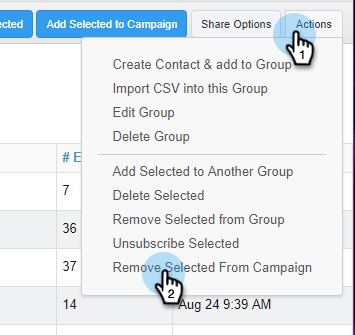 ected
Add Selected to Campaign
Share Options
Actions
1
Create Contact & add to Group
Import CSV into this Group
Edit Group
Delete Group
# E
Add Selected to Another Group
7
Delete Selected
Remove Selected from Group
36
Unsubscribe Selected
37
Remove Selected From Campaign
2
14
Aug 24 9:39 AM